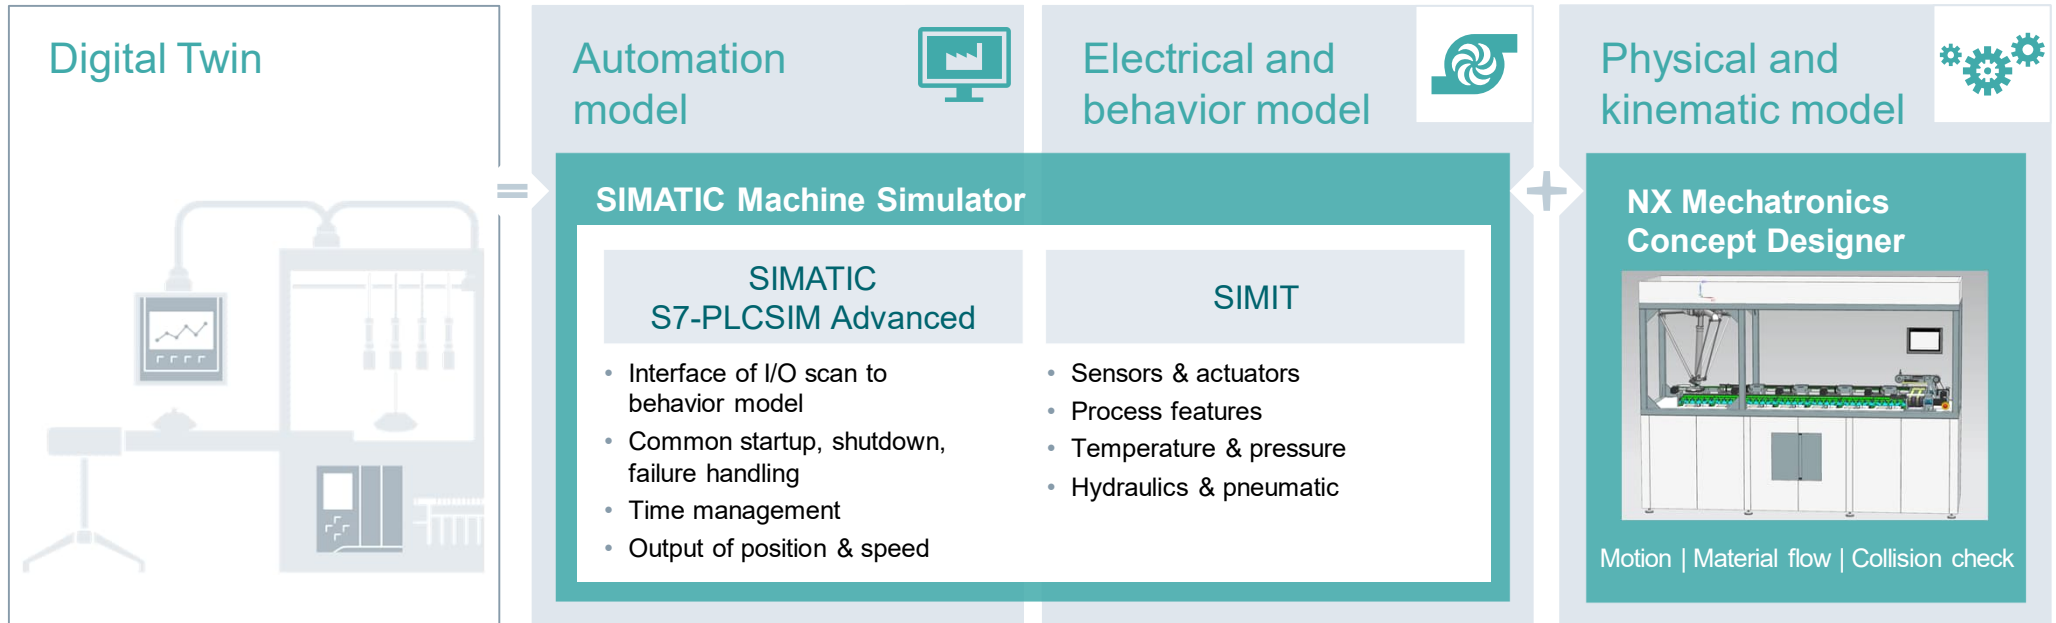 Digital Twin
Automation
model
Electrical and
behavior model
Physical and
kinematic model
=
+
SIMATIC Machine Simulator
SIMATIC
S7-PLCSIM Advanced
• Interface of I/O scan to
behavior model
• Common startup, shutdown,
failure handling
• Time management
• Output of position & speed
SIMIT
• Sensors & actuators
• Process features
• Temperature & pressure
• Hydraulics & pneumatic
NX Mechatronics
Concept Designer
Motion | Material flow | Collision check